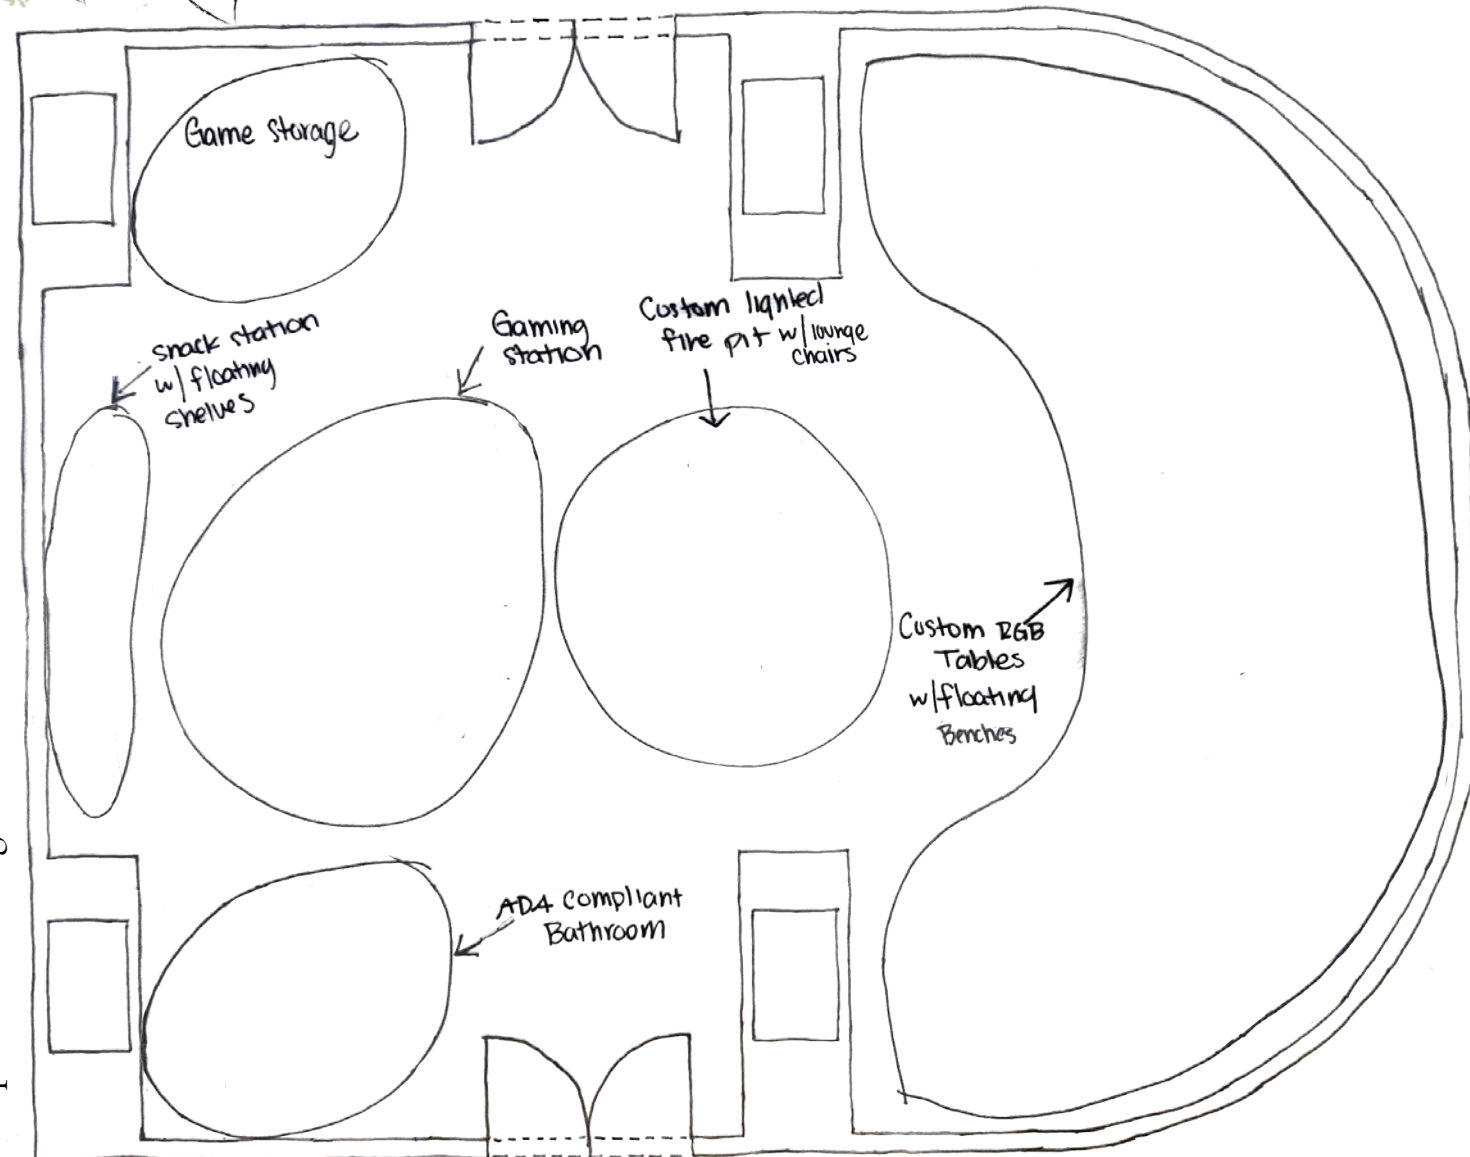 Game Storage
snack station
w/ floating
shelves
Gaming
station
Custom lighted
fire pit w/ lounge
chairs
Custom RGB
Tables
w/ floating
Benches
ADA Compliant
Bathroom